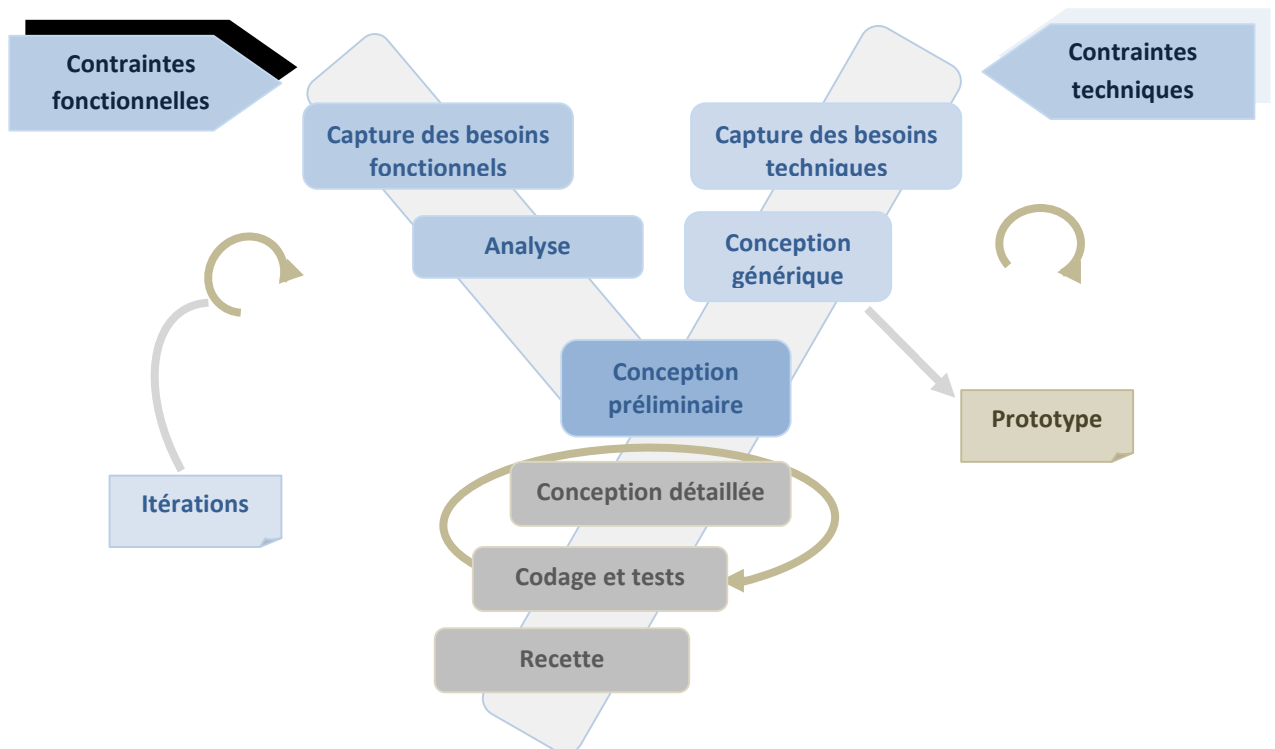 Contraintes
fonctionnelles
Contraintes
techniques
Capture des besoins
fonctionnels
Capture des besoins
techniques
Analyse
Conception
générique
Conception
préliminaire
Prototype
Itérations
Conception détaillée
Codage et tests
Recette